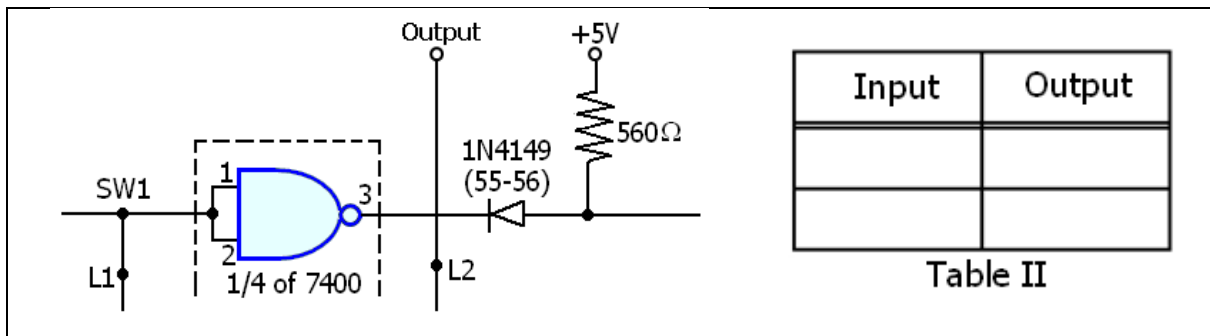 Output
+5V
560Ω
1N4149
(55-56)
SW1
1
2
3
L1
1/4 of 7400
L2
Input Output
Table II